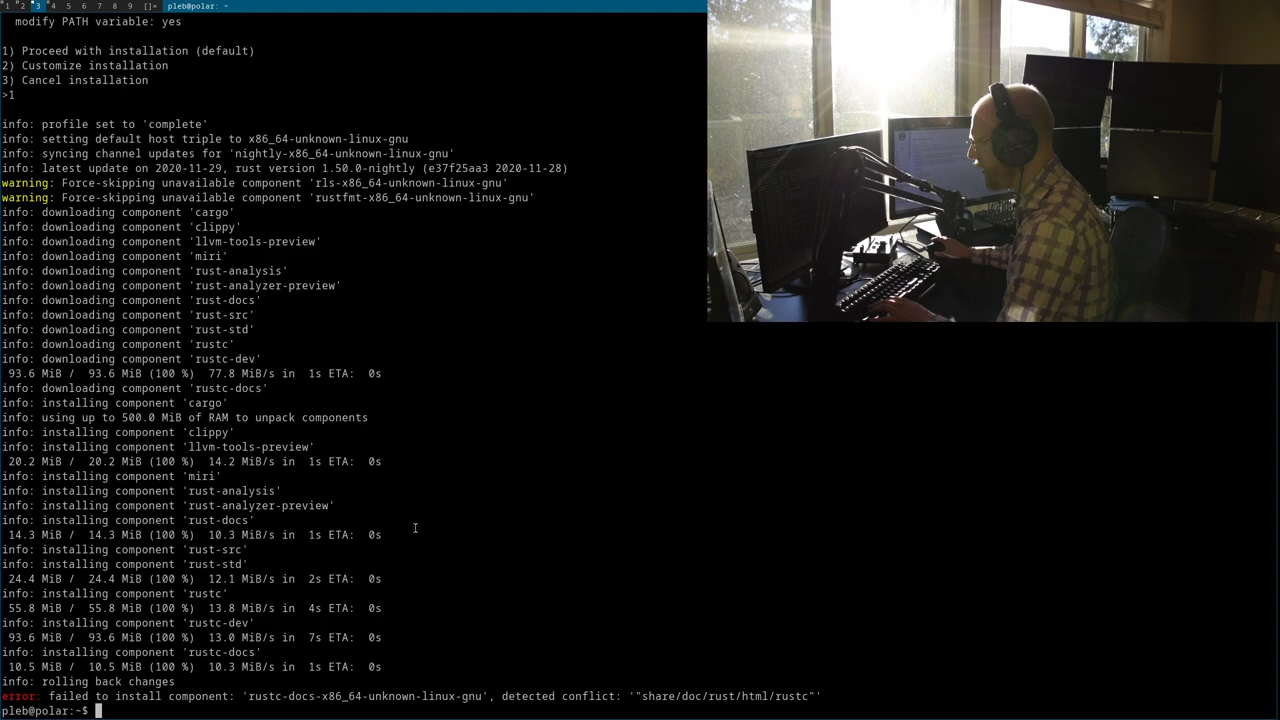 1 2 3 4 5 6 7 8 9 []= pleb@polar: ~
modify PATH variable: yes
1) Proceed with installation (default)
2) Customize installation
3) Cancel installation
>1
info: profile set to 'complete'
info: setting default host triple to x86_64-unknown-linux-gnu
info: syncing channel updates for 'nightly-x86_64-unknown-linux-gnu'
info: latest update on 2020-11-29, rust version 1.50.0-nightly (e37f25aa3 2020-11-28)
warning: Force-skipping unavailable component 'rls-x86_64-unknown-linux-gnu'
warning: Force-skipping unavailable component 'rustfmt-x86_64-unknown-linux-gnu'
info: downloading component 'cargo'
info: downloading component 'clippy'
info: downloading component 'llvm-tools-preview'
info: downloading component 'miri'
info: downloading component 'rust-analysis'
info: downloading component 'rust-analyzer-preview'
info: downloading component 'rust-docs'
info: downloading component 'rust-src'
info: downloading component 'rust-std'
info: downloading component 'rustc'
info: downloading component 'rustc-dev'
93.6 MiB / 93.6 MiB (100 %) 77.8 MiB/s in 1s ETA: 0s
info: downloading component 'rustc-docs'
info: installing component 'cargo'
info: using up to 500.0 MiB of RAM to unpack components
info: installing component 'clippy'
info: installing component 'llvm-tools-preview'
20.2 MiB / 20.2 MiB (100 %) 14.2 MiB/s in 1s ETA: 0s
info: installing component 'miri'
info: installing component 'rust-analysis'
info: installing component 'rust-analyzer-preview'
info: installing component 'rust-docs'
14.3 MiB / 14.3 MiB (100 %) 10.3 MiB/s in 1s ETA: 0s
info: installing component 'rust-src'
info: installing component 'rust-std'
24.4 MiB / 24.4 MiB (100 %) 12.1 MiB/s in 2s ETA: 0s
info: installing component 'rustc'
55.8 MiB / 55.8 MiB (100 %) 13.8 MiB/s in 4s ETA: 0s
info: installing component 'rustc-dev'
93.6 MiB / 93.6 MiB (100 %) 13.0 MiB/s in 7s ETA: 0s
info: installing component 'rustc-docs'
10.5 MiB / 10.5 MiB (100 %) 10.3 MiB/s in 1s ETA: 0s
info: rolling back changes
error: failed to install component: 'rustc-docs-x86_64-unknown-linux-gnu', detected conflict: '"share/doc/rust/html/rustc"'
pleb@polar:~$